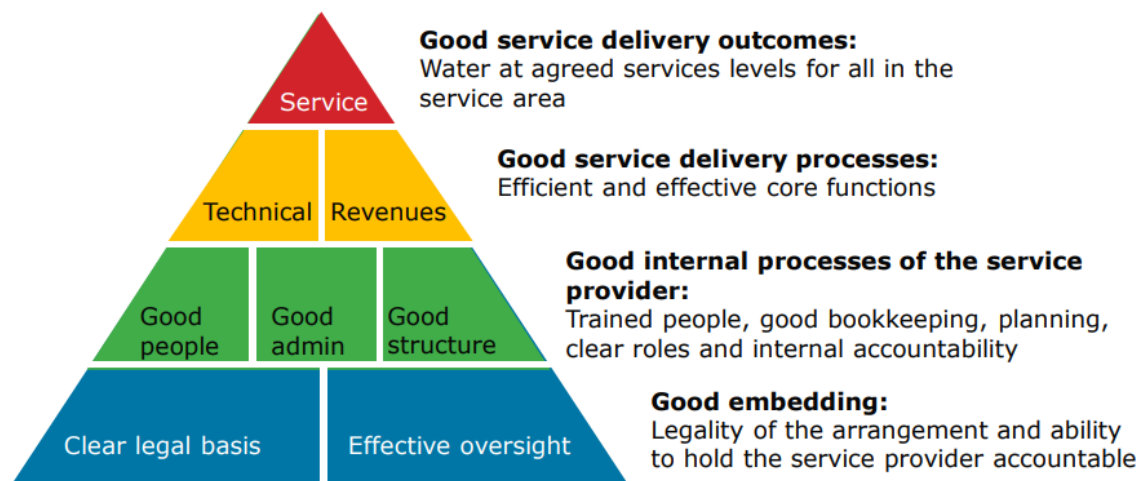 Good service delivery outcomes:
Water at agreed services levels for all in the
service area
Service
Good service delivery processes:
Efficient and effective core functions
Technical
Revenues
Good internal processes of the service
provider:
Trained people, good bookkeeping, planning,
clear roles and internal accountability
Good
people
Good
admin
Good
structure
Good embedding:
Legality of the arrangement and ability
to hold the service provider accountable
Clear legal basis
Effective oversight